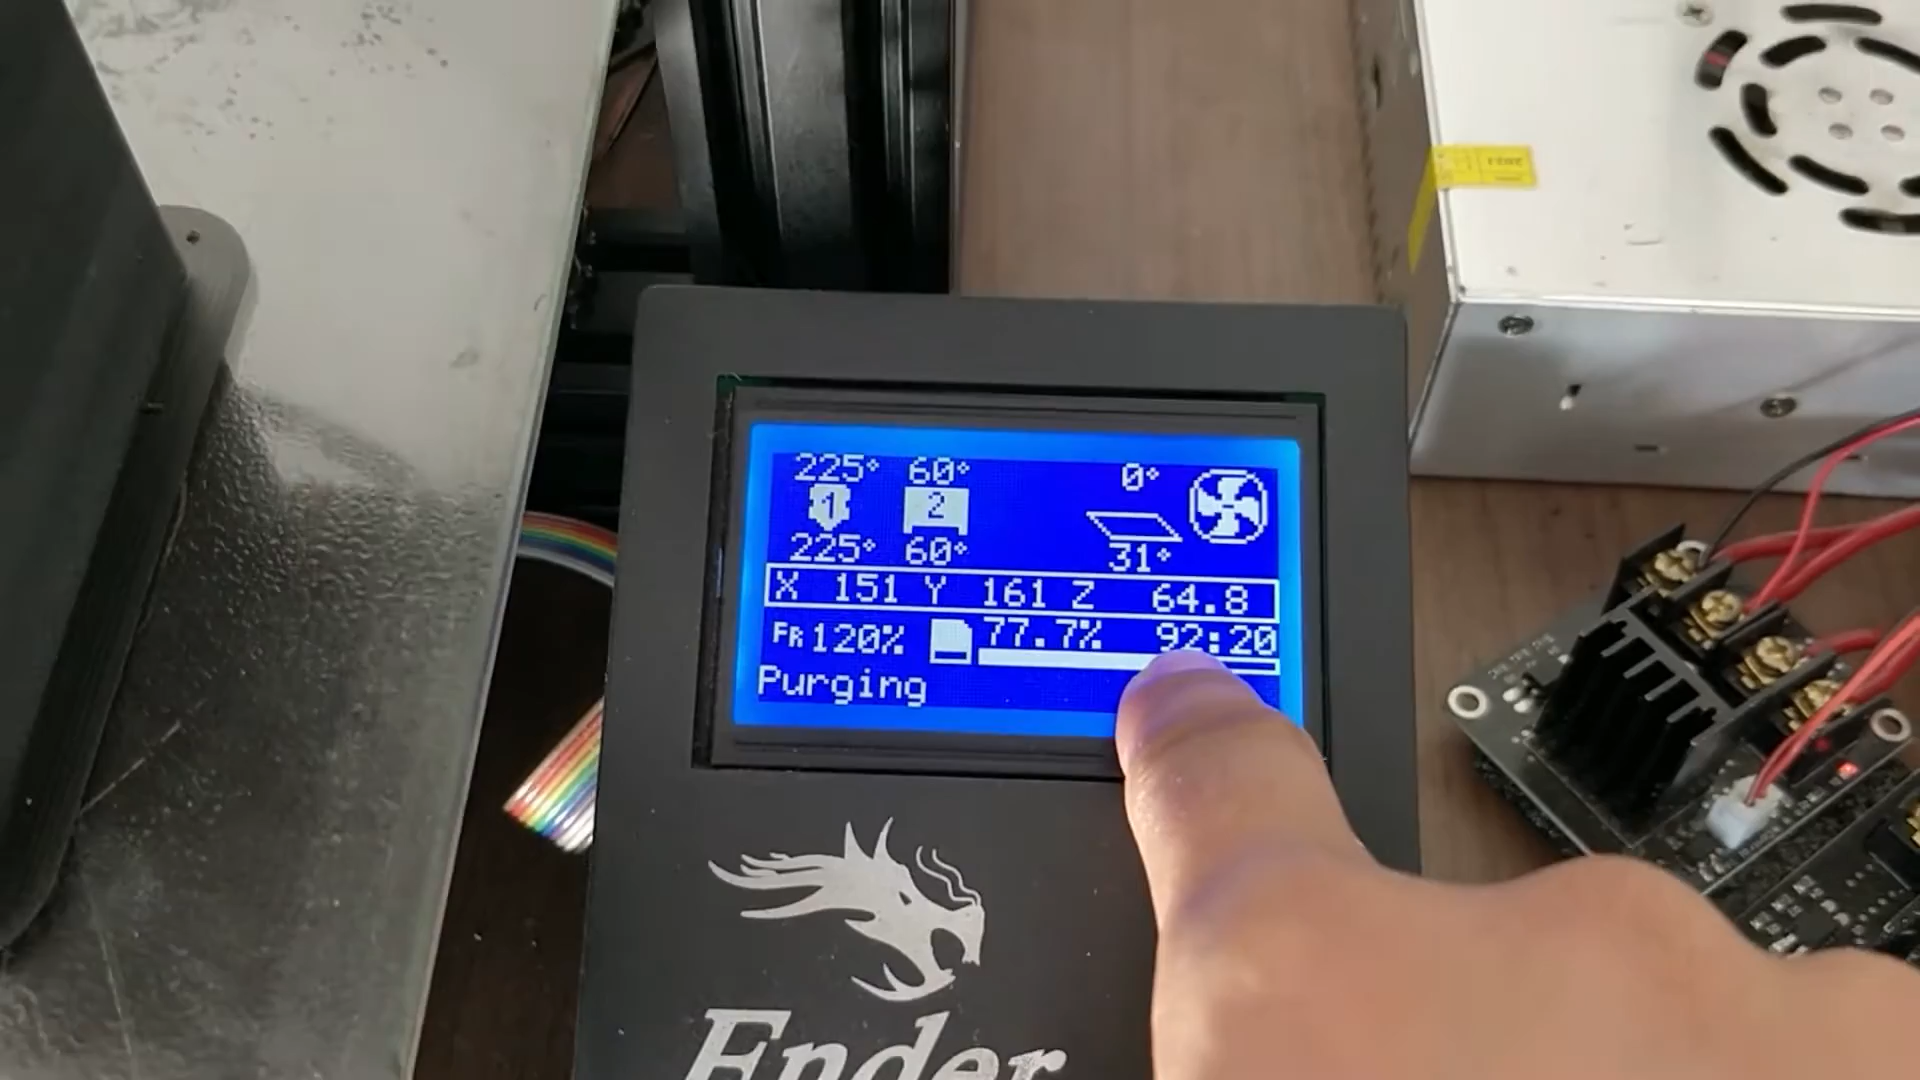 225° 60° 0°
1 2
225° 60° 31°
X 151 Y 161 Z 64.8
FR 120% 77.7% 92:20
Purging
Ender